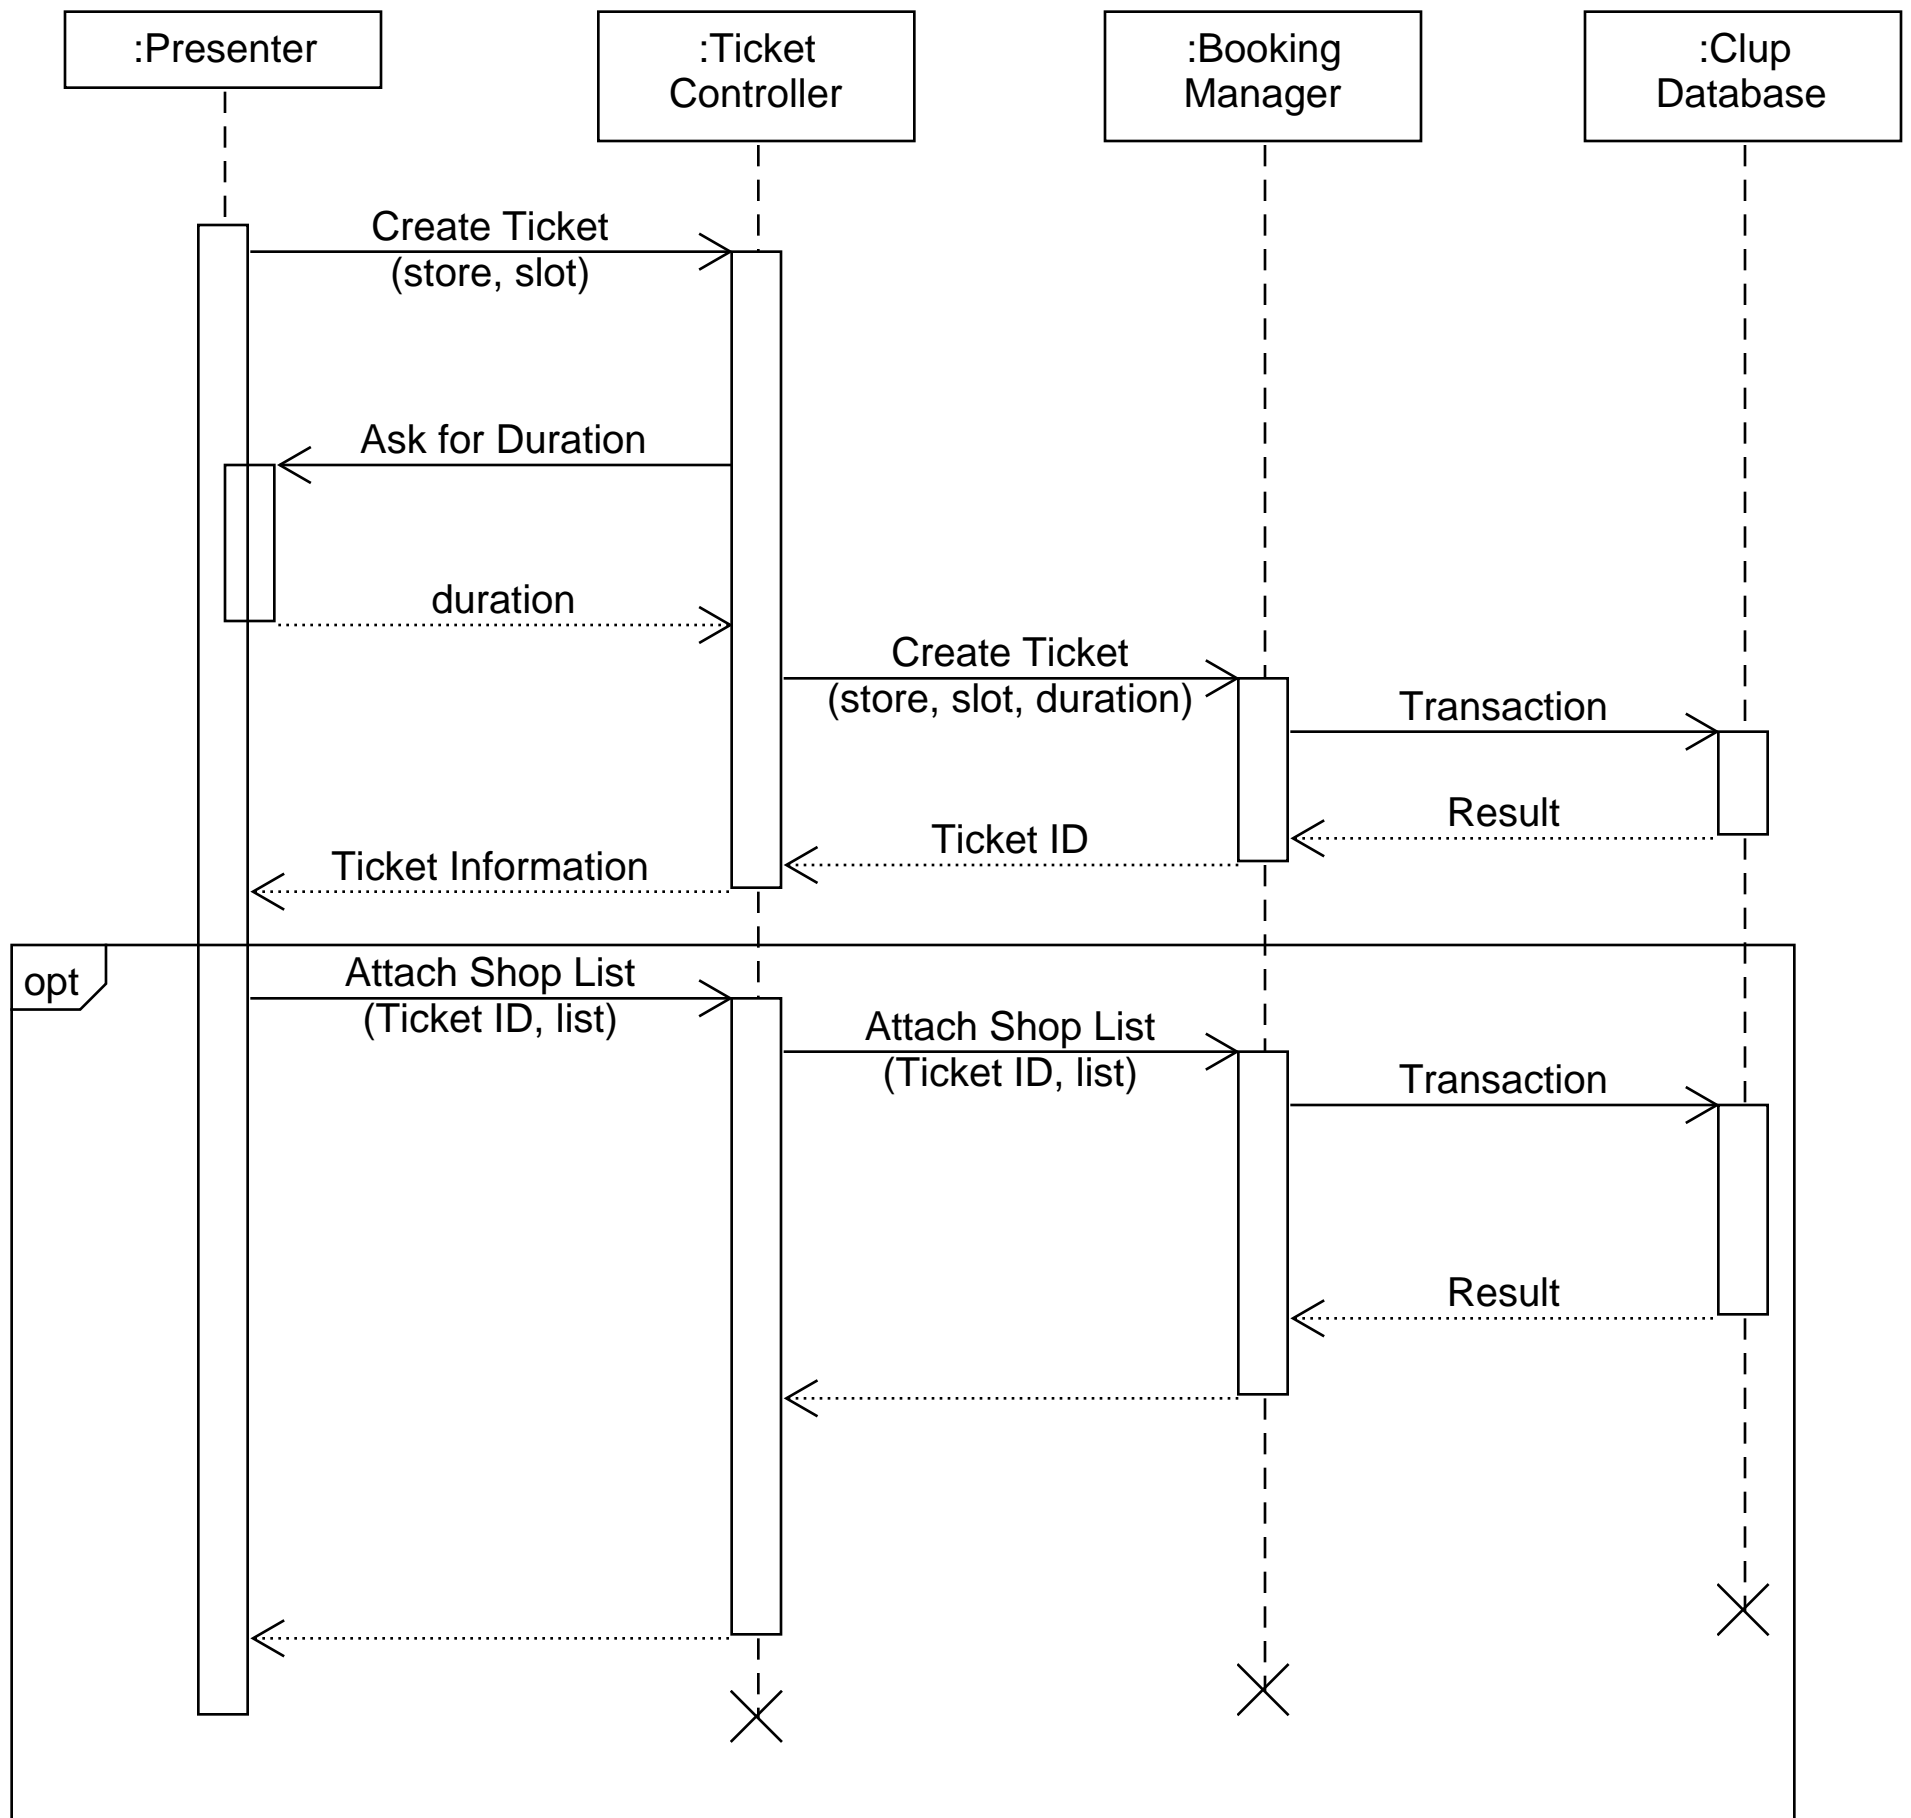 :Presenter
:Ticket
Controller
:Booking
Manager
:Clup
Database
Create Ticket
(store, slot)
Ask for Duration
duration
Create Ticket
(store, slot, duration)
Transaction
Result
Ticket ID
Ticket Information
opt
Attach Shop List
(Ticket ID, list)
Attach Shop List
(Ticket ID, list)
Transaction
Result